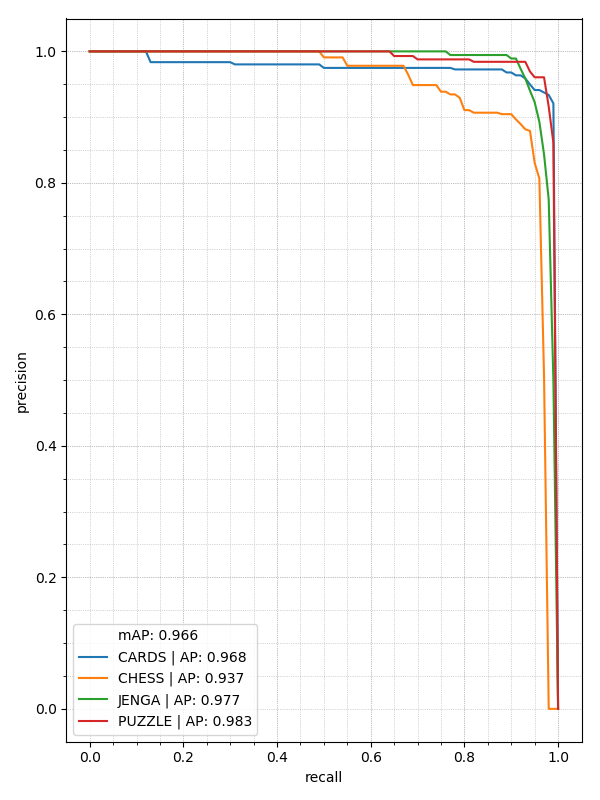 1.0
0.8
0.6
0.4
0.2
0.0
precision
mAP: 0.966
CARDS | AP: 0.968
CHESS | AP: 0.937
JENGA | AP: 0.977
PUZZLE | AP: 0.983
0.0 0.2 0.4 0.6 0.8 1.0
recall